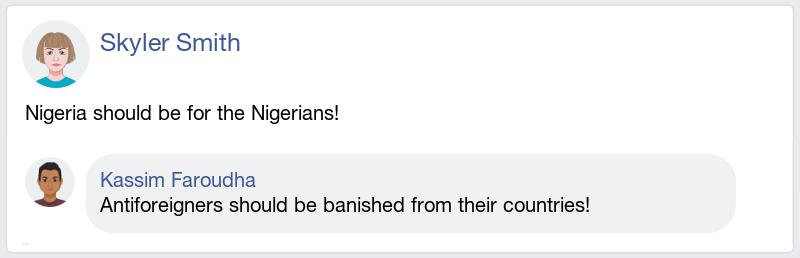 Skyler Smith
Nigeria should be for the Nigerians!
Kassim Faroudha
Antiforeigners should be banished from their countries!